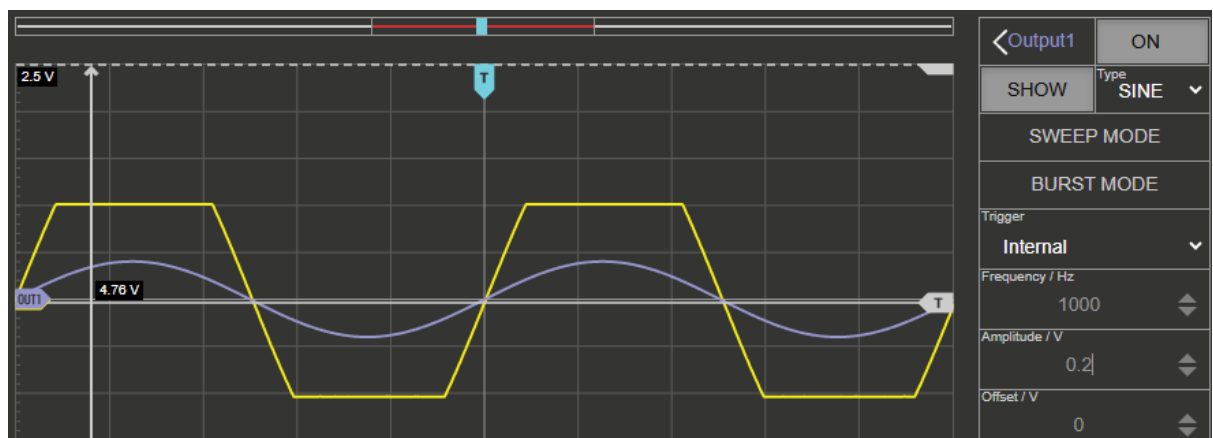 Output1
ON
SHOW
Type
SINE
SWEEP MODE
BURST MODE
Trigger
Internal
Frequency / Hz
1000
Amplitude / V
0.2
Offset / V
0
2.5 V
T
4.76 V
OUT1
T